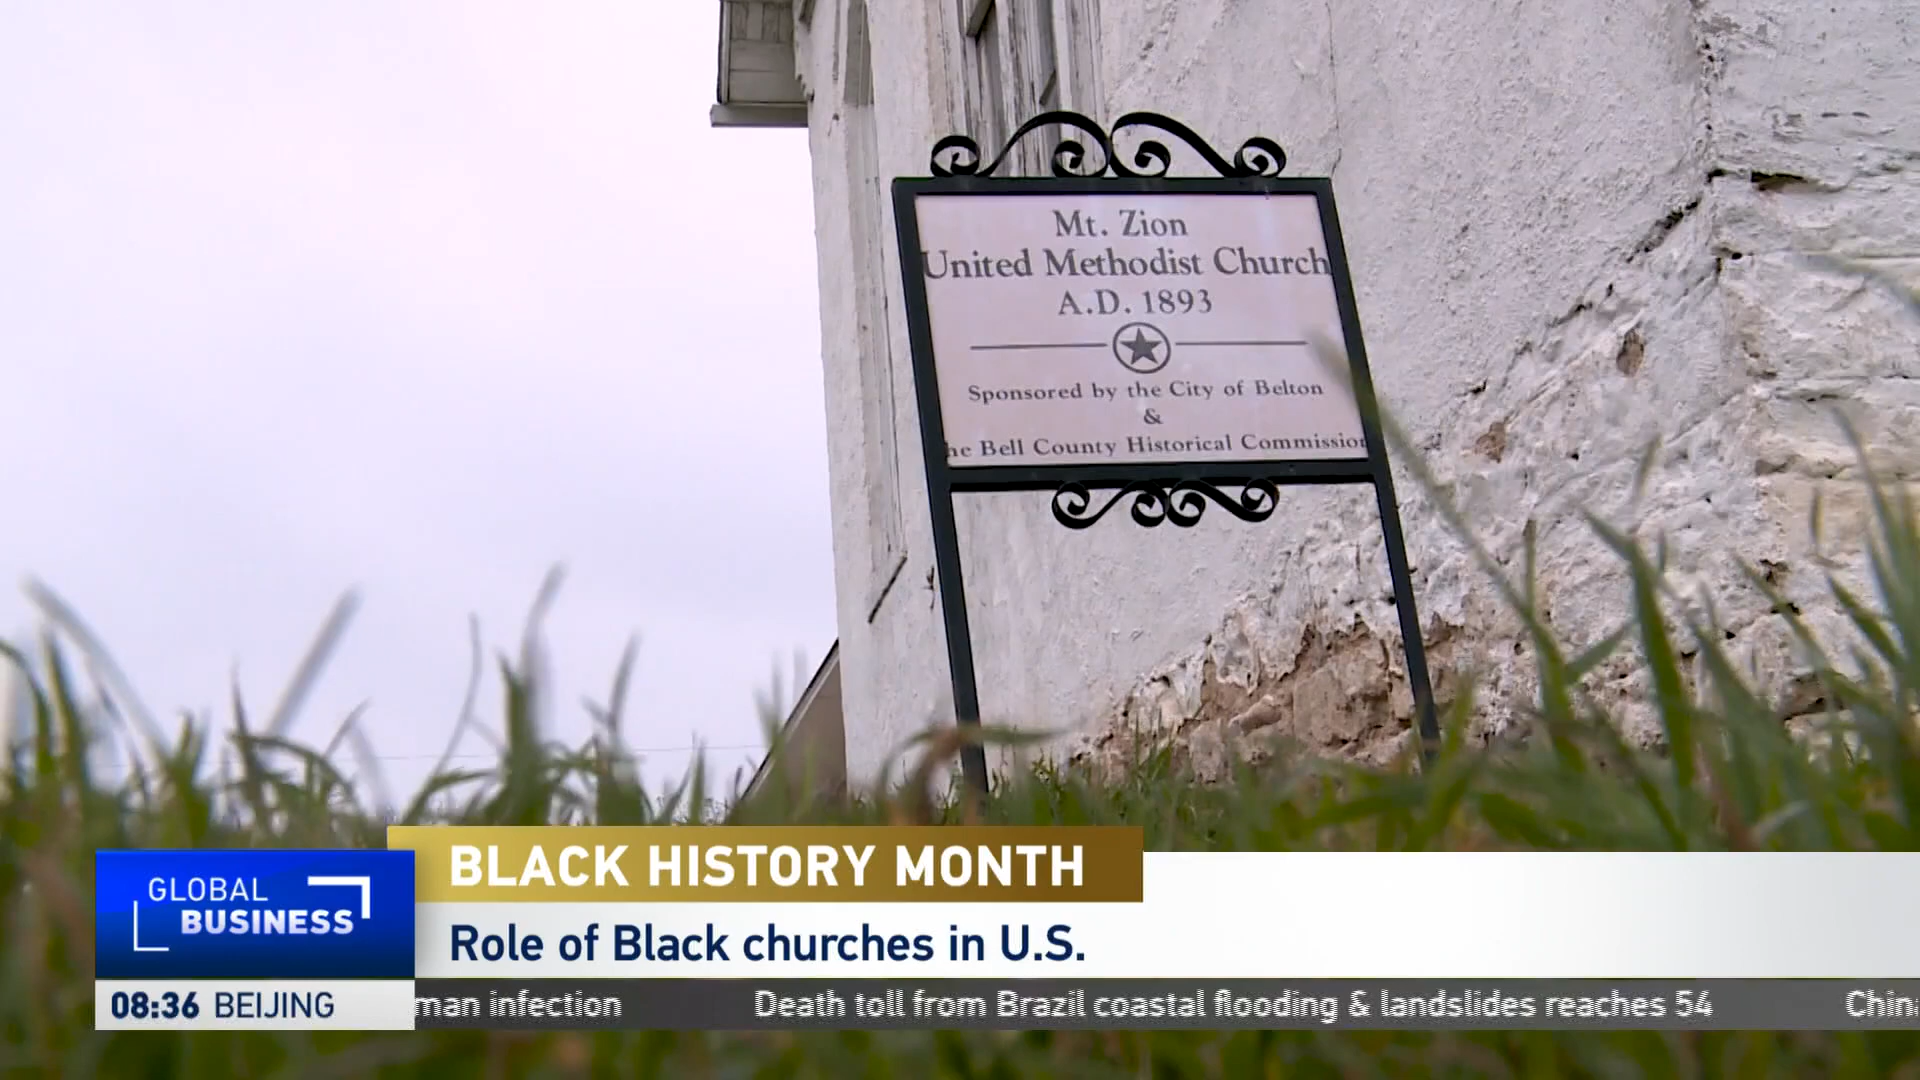 Mt. Zion
United Methodist Church
A.D. 1893
Sponsored by the City of Belton
&
he Bell County Historical Commission
BLACK HISTORY MONTH
GLOBAL
BUSINESS
Role of Black churches in U.S.
08:36 BEIJING
man infection Death toll from Brazil coastal flooding & landslides reaches 54 China